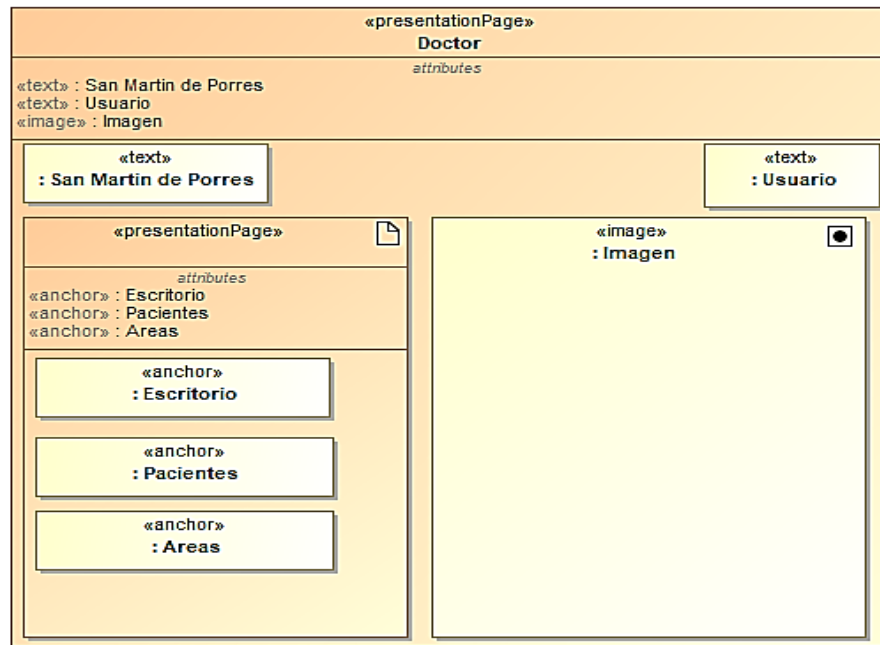 «presentationPage»
Doctor
attributes
«text» : San Martin de Porres
«text» : Usuario
«image» : Imagen
«text»
: San Martin de Porres
«text»
: Usuario
«presentationPage»
attributes
«anchor» : Escritorio
«anchor» : Pacientes
«anchor» : Areas
«anchor»
: Escritorio
«anchor»
: Pacientes
«anchor»
: Areas
«image»
: Imagen